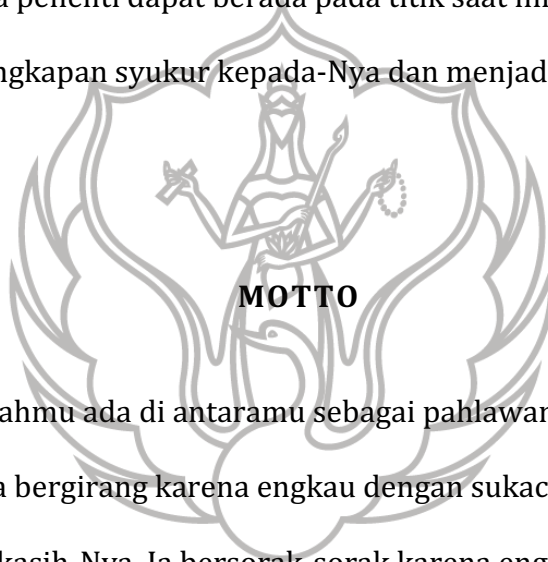 peneliti dapat berada pada titik saat
ngkapan syukur kepada-Nya dan menjad
MOTTO
ahmu ada di antaramu sebagai pahlawan
a bergirang karena engkau dengan sukac
kasih-Nya, Ia bersorak-sorak karena eng